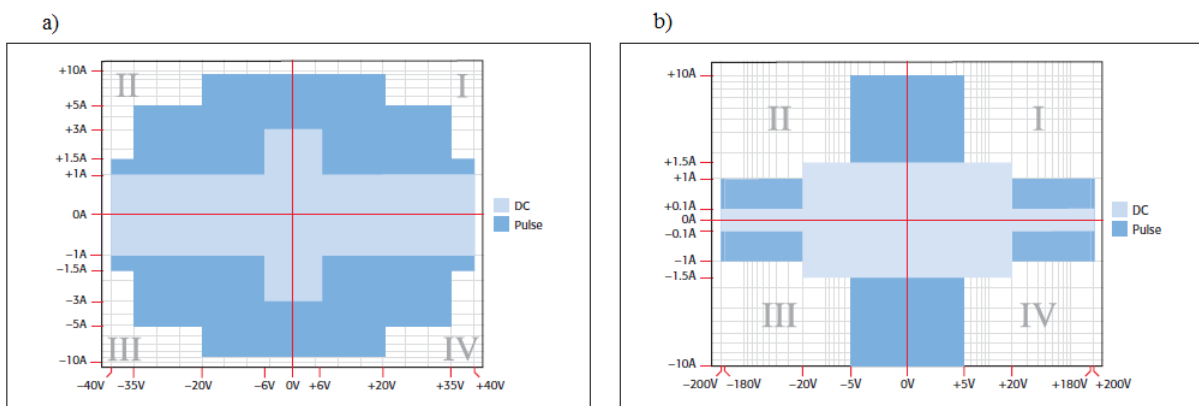 a)
+10A
II
I
+5A
+3A
+1.5A
+1A
0A
−1A
−1.5A
−3A
−5A
III
IV
−10A
−40V −35V −20V −6V 0V +6V +20V +35V +40V
DC
Pulse
b)
+10A
II
I
+1.5A
+1A
+0.1A
0A
−0.1A
−1A
−1.5A
III
IV
−10A
−200V −180V −20V −5V 0V +5V +20V +180V +200V
DC
Pulse